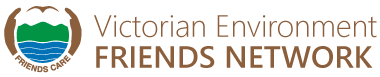 Victorian Environment
FRIENDS NETWORK
FRIENDS CARE